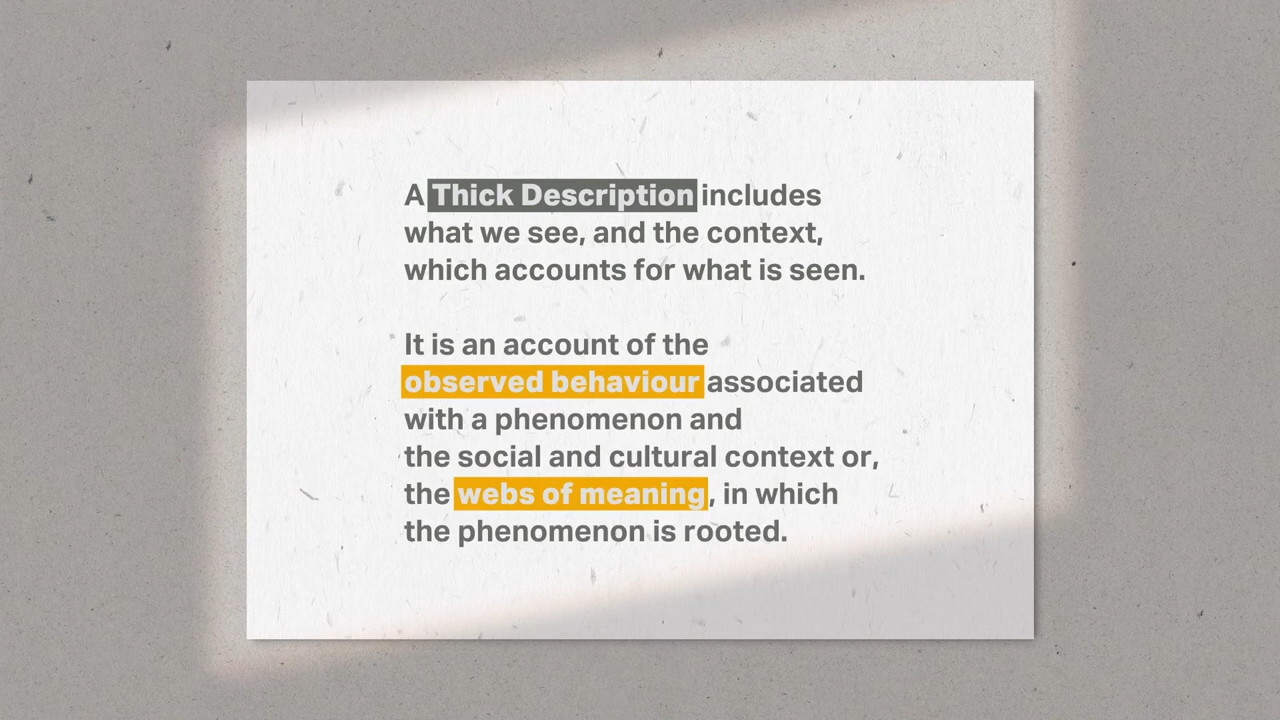 A Thick Description includes
what we see, and the context,
which accounts for what is seen.
It is an account of the
observed behaviour associated
with a phenomenon and
the social and cultural context or,
the webs of meaning, in which
the phenomenon is rooted.